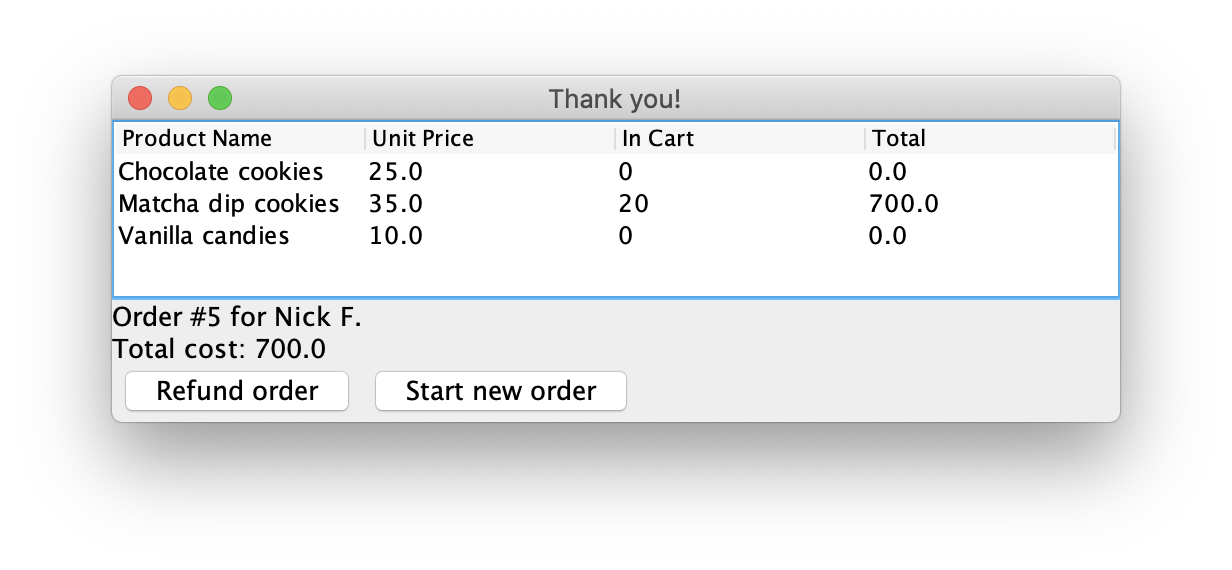 Thank you!
Product Name Unit Price In Cart Total
Chocolate cookies 25.0 0 0.0
Matcha dip cookies 35.0 20 700.0
Vanilla candies 10.0 0 0.0
Order #5 for Nick F.
Total cost: 700.0
Refund order Start new order